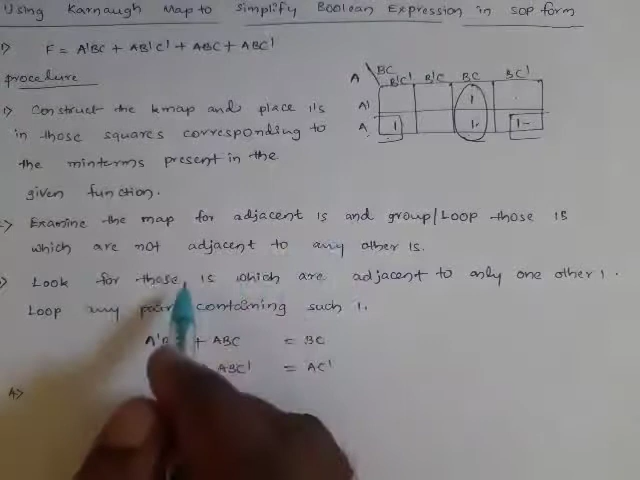 Using Karnaugh Map to simplify Boolean Expression in SOP form
1) F = A'BC + AB'C' + ABC + ABC'
procedure
A BC B'C' B'C BC BC'
A' 1
A 1 1 1
1) Construct the kmap and place 1s
in those squares corresponding to
the minterms present in the
given function.
> Examine the map for adjacent 1s and group/Loop those 1s
which are not adjacent to any other 1s.
> Look for those 1s which are adjacent to only one other 1.
Loop any pair containing such 1.
+ ABC = BC
ABC' = AC'
4>